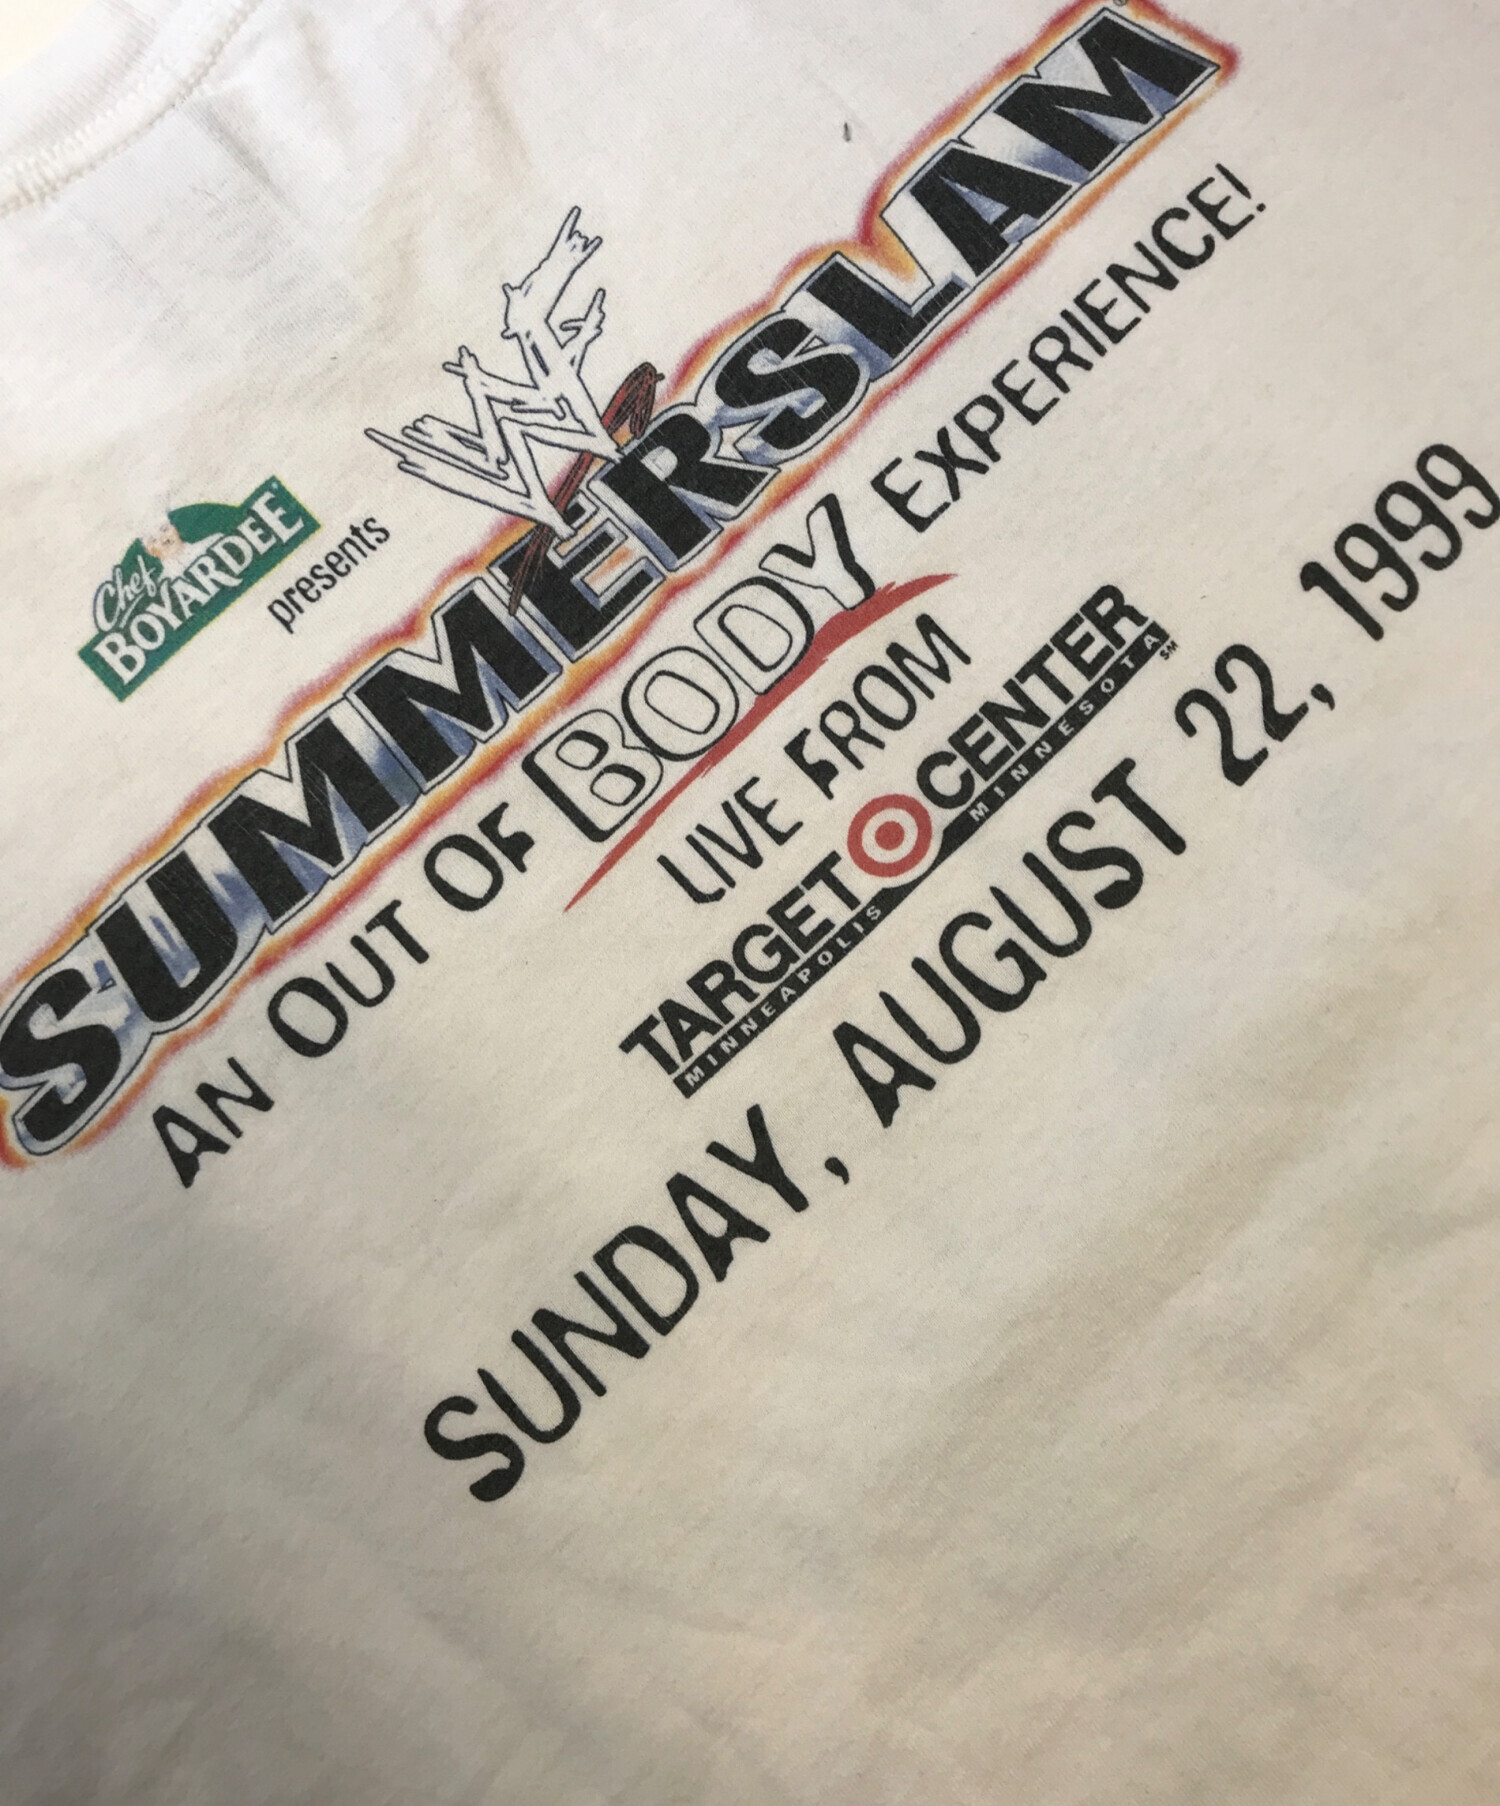 Chef
BOYARDEE
presents
WWF
SUMMERSLAM
AN OUT OF BODY EXPERIENCE!
LIVE FROM
TARGET CENTER
MINNEAPOLIS MINNESOTA SM
SUNDAY, AUGUST 22, 1999